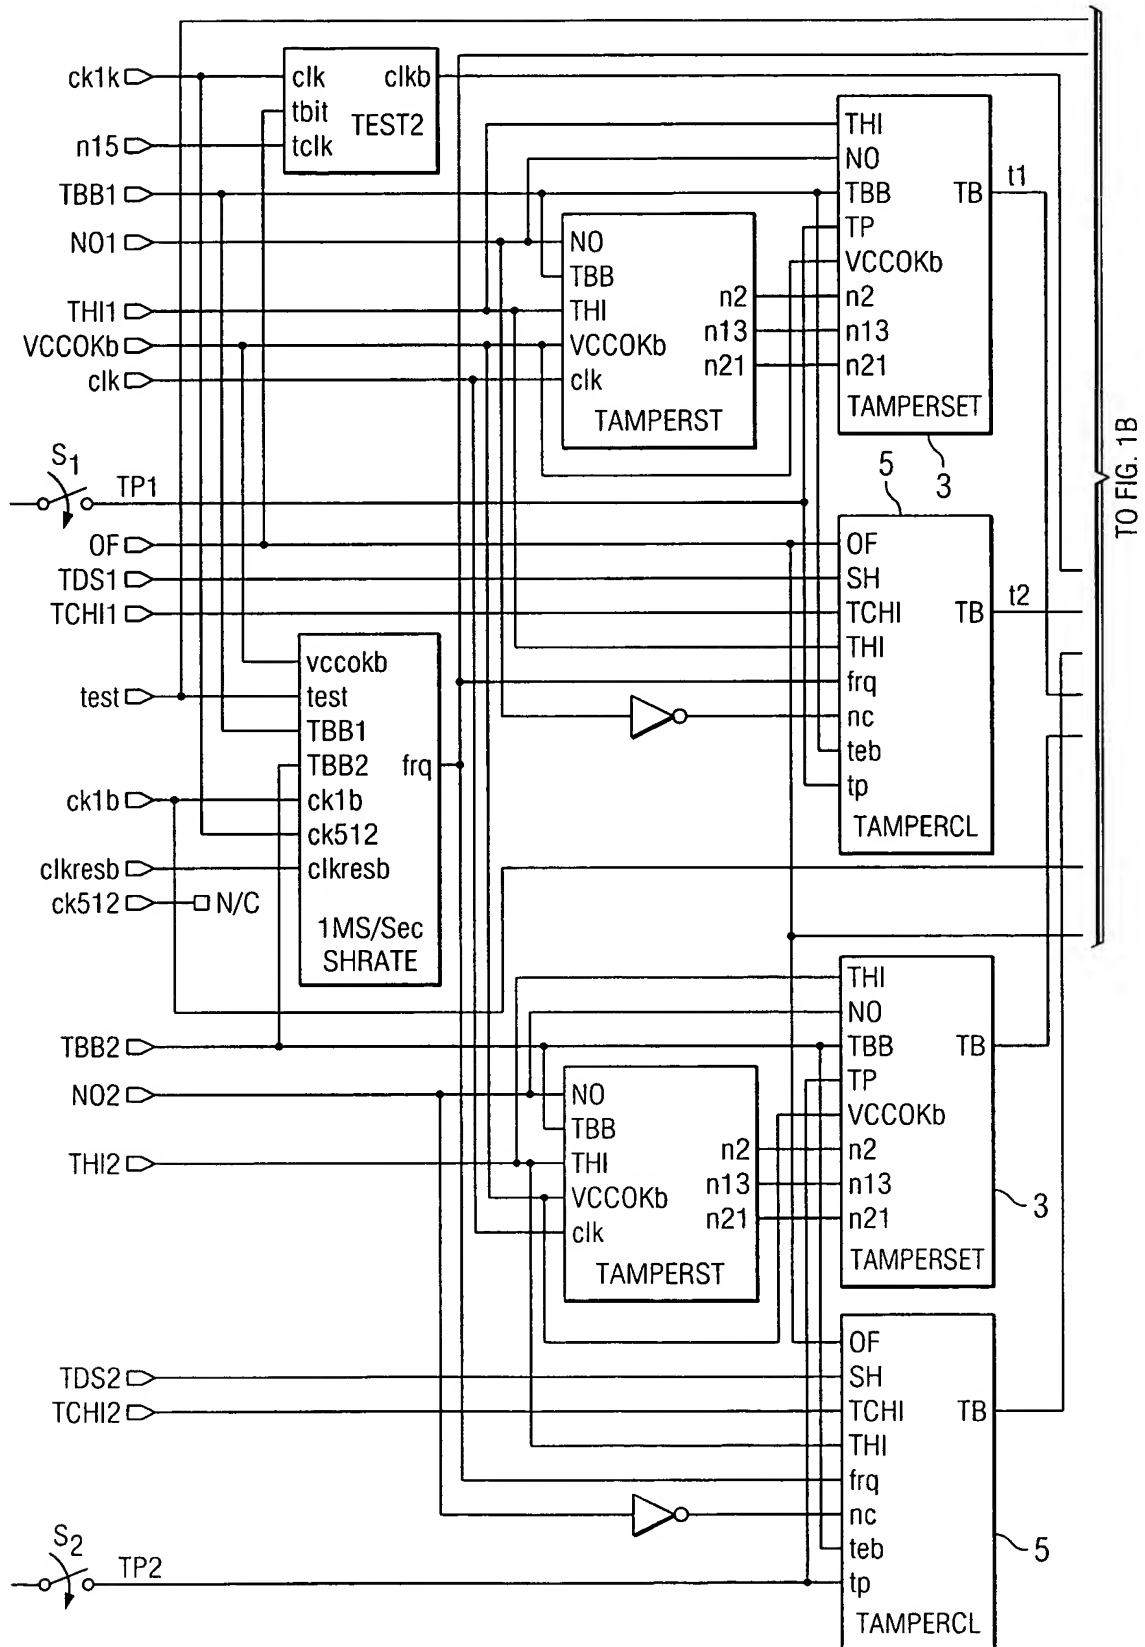 ck1k
n15
TBB1
NO1
THI1
VCCOKb
clk
S1
TP1
OF
TDS1
TCHI1
test
ck1b
clkresb
ck512
N/C
TBB2
NO2
THI2
TDS2
TCHI2
S2
TP2
clk
tbit
tclk
clkb
TEST2
NO
TBB
THI
VCCOKb
clk
n2
n13
n21
TAMPERST
THI
NO
TBB
TP
VCCOKb
n2
n13
n21
TB
TAMPERSET
t1
3
5
OF
SH
TCHI
THI
frq
nc
teb
tp
TB
TAMPERCL
t2
vccokb
test
TBB1
TBB2
ck1b
ck512
clkresb
frq
1MS/Sec
SHRATE
NO
TBB
THI
VCCOKb
clk
n2
n13
n21
TAMPERST
THI
NO
TBB
TP
VCCOKb
n2
n13
n21
TB
TAMPERSET
3
OF
SH
TCHI
THI
frq
nc
teb
tp
TB
TAMPERCL
5
TO FIG. 1B